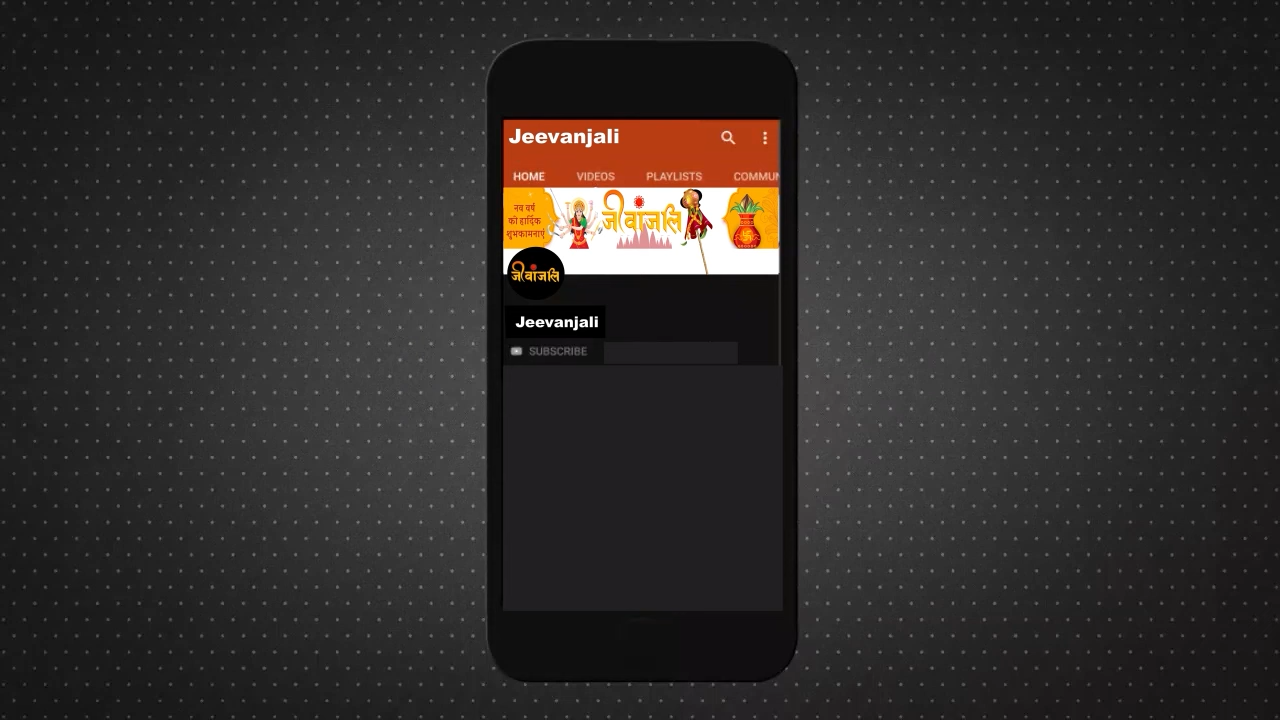 Jeevanjali
HOME VIDEOS PLAYLISTS COMMUN
नव वर्ष
की हार्दिक
शुभकामनाएं
जीवांजलि
जीवांजलि
Jeevanjali
SUBSCRIBE